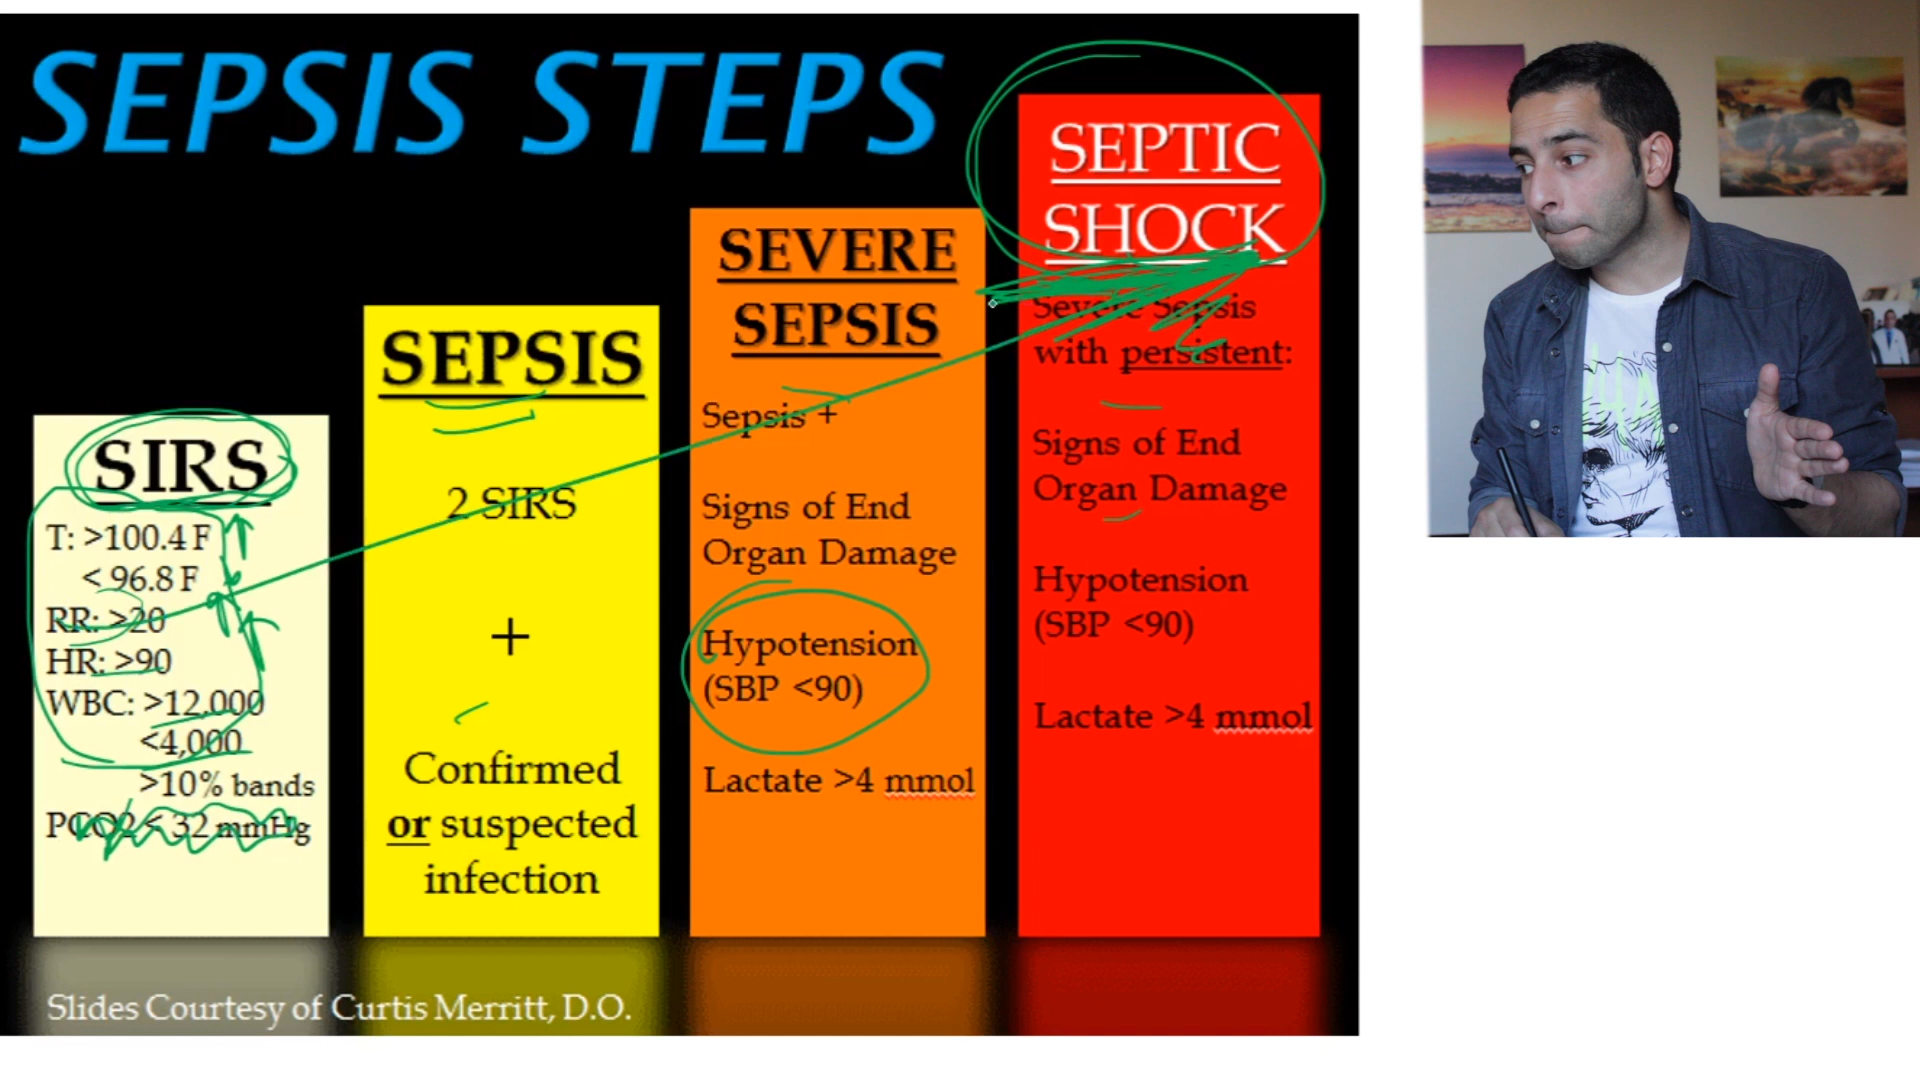 SEPSIS STEPS
SIRS
T: >100.4 F
< 96.8 F
RR: >20
HR: >90
WBC: >12,000
<4,000
>10% bands
PCO2 < 32 mmHg
SEPSIS
2 SIRS
+
Confirmed
or suspected
infection
SEVERE
SEPSIS
Sepsis +
Signs of End
Organ Damage
Hypotension
(SBP <90)
Lactate >4 mmol
SEPTIC
SHOCK
Severe Sepsis
with persistent:
Signs of End
Organ Damage
Hypotension
(SBP <90)
Lactate >4 mmol
Slides Courtesy of Curtis Merritt, D.O.